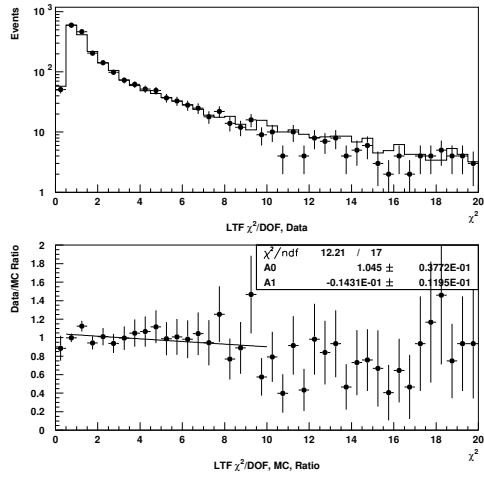 Events
10³
10²
10
1
0 2 4 6 8 10 12 14 16 18 20
χ²
LTF χ²/DOF, Data
Data/MC Ratio
2
1.8
1.6
1.4
1.2
1
0.8
0.6
0.4
0.2
0
χ²/ndf 12.21 / 17
A0 1.045 ± 0.3772E-01
A1 -0.1431E-01 ± 0.1195E-01
0 2 4 6 8 10 12 14 16 18 20
χ²
LTF χ²/DOF, MC, Ratio